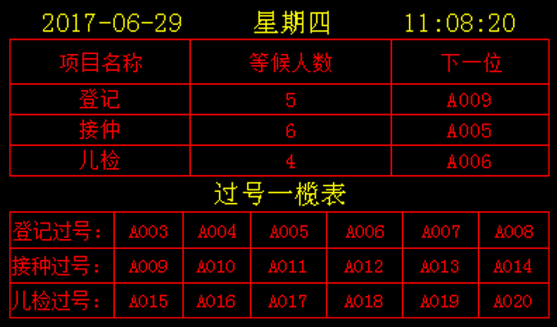 2017-06-29 星期四 11:08:20
项目名称 等候人数 下一位
登记 5 A009
接仲 6 A005
儿检 4 A006
过号一榄表
登记过号: A003 A004 A005 A006 A007 A008
接种过号: A009 A010 A011 A012 A013 A014
儿检过号: A015 A016 A017 A018 A019 A020